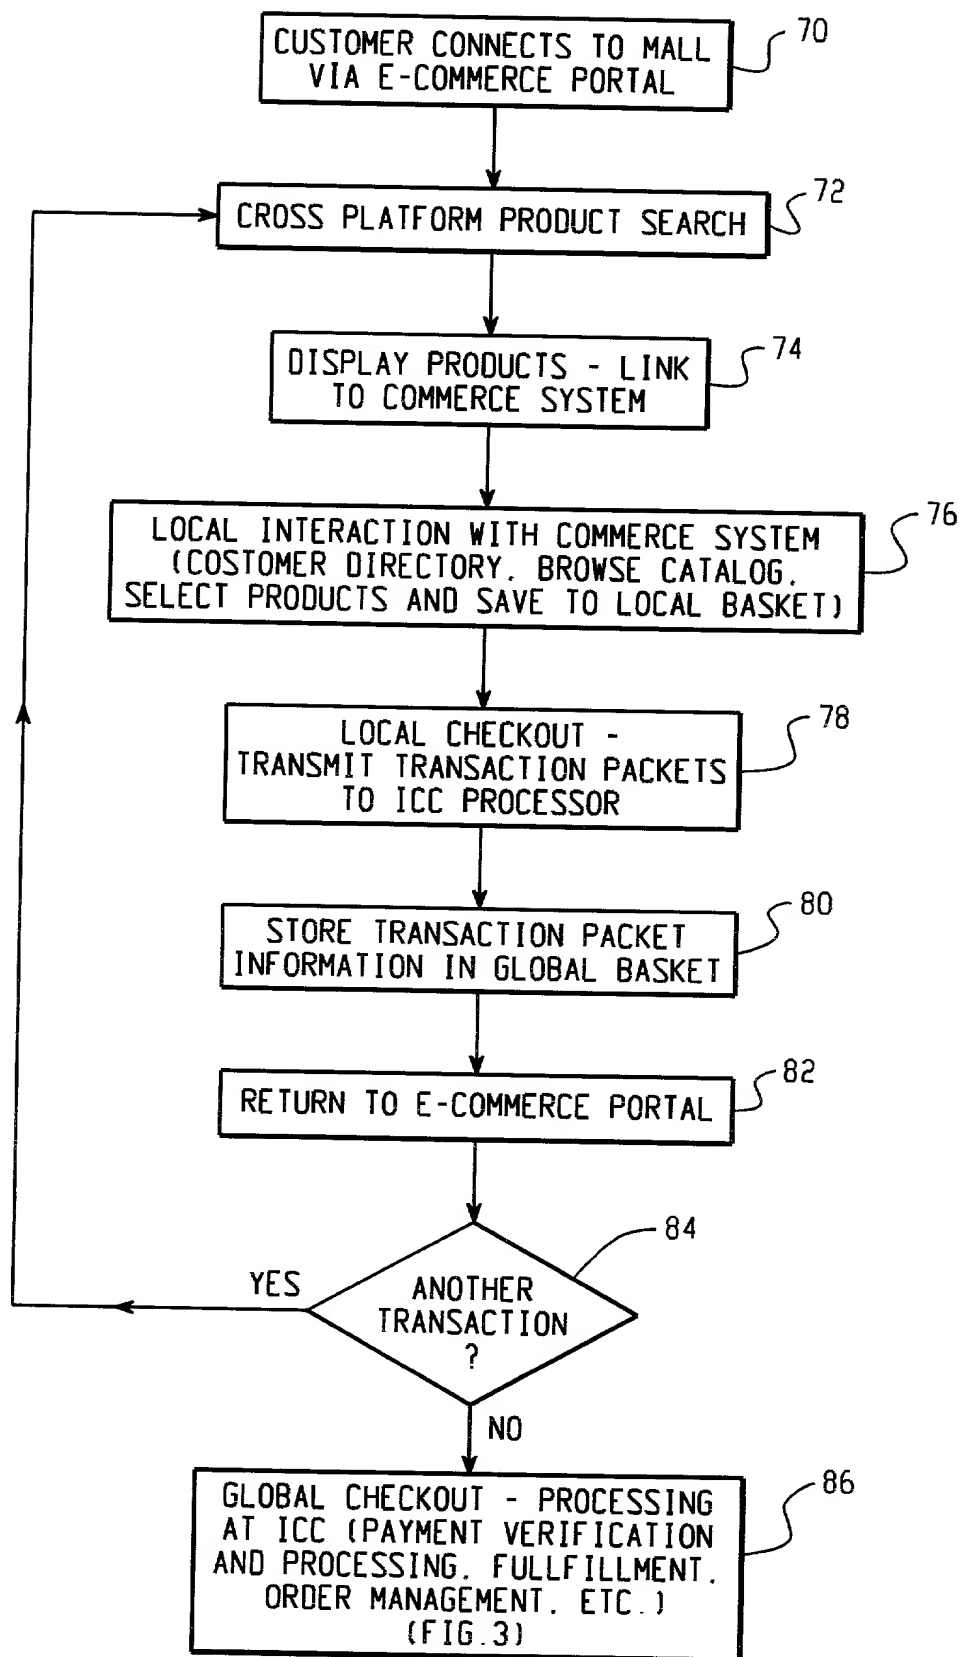 CUSTOMER CONNECTS TO MALL
VIA E-COMMERCE PORTAL
70
CROSS PLATFORM PRODUCT SEARCH
72
DISPLAY PRODUCTS - LINK
TO COMMERCE SYSTEM
74
LOCAL INTERACTION WITH COMMERCE SYSTEM
(COSTOMER DIRECTORY, BROWSE CATALOG,
SELECT PRODUCTS AND SAVE TO LOCAL BASKET)
76
LOCAL CHECKOUT -
TRANSMIT TRANSACTION PACKETS
TO ICC PROCESSOR
78
STORE TRANSACTION PACKET
INFORMATION IN GLOBAL BASKET
80
RETURN TO E-COMMERCE PORTAL
82
84
YES
ANOTHER
TRANSACTION
?
NO
GLOBAL CHECKOUT - PROCESSING
AT ICC (PAYMENT VERIFICATION
AND PROCESSING, FULLFILLMENT,
ORDER MANAGEMENT, ETC.)
(FIG.3)
86